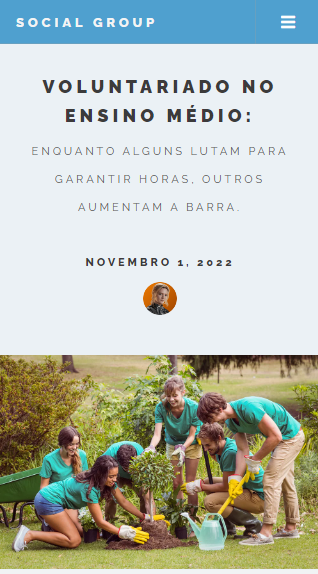 SOCIAL GROUP
VOLUNTARIADO NO
ENSINO MÉDIO:
ENQUANTO ALGUNS LUTAM PARA
GARANTIR HORAS, OUTROS
AUMENTAM A BARRA.
NOVEMBRO 1, 2022